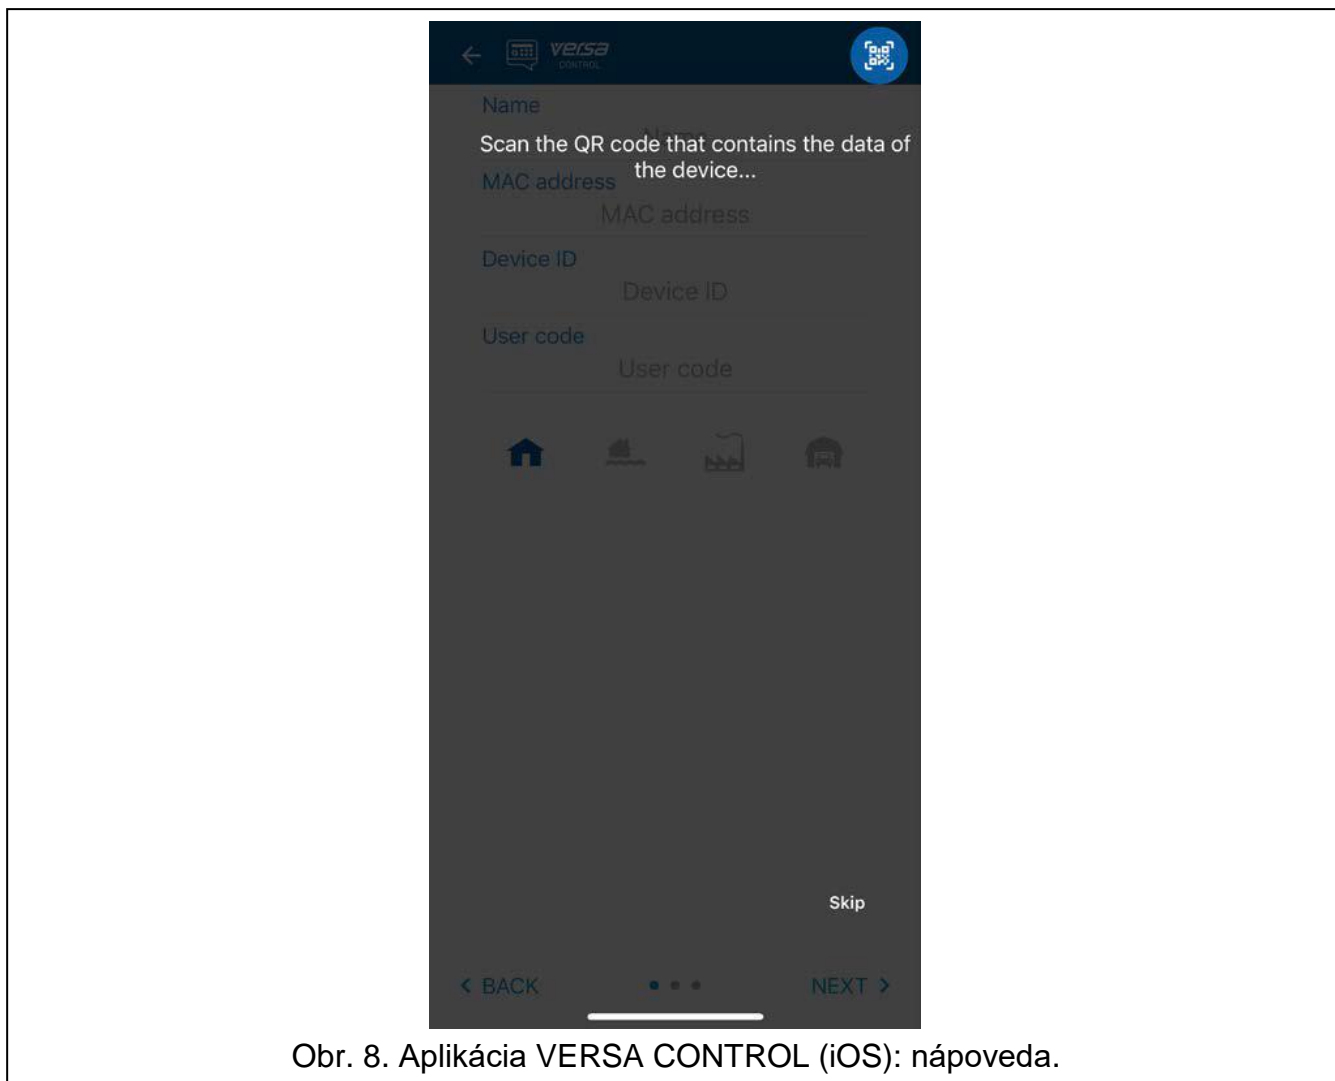 versa
CONTROL
Name
Name
Scan the QR code that contains the data of
the device...
MAC address
MAC address
Device ID
Device ID
User code
User code
Skip
BACK
NEXT
Obr. 8. Aplikácia VERSA CONTROL (iOS): nápoveda.